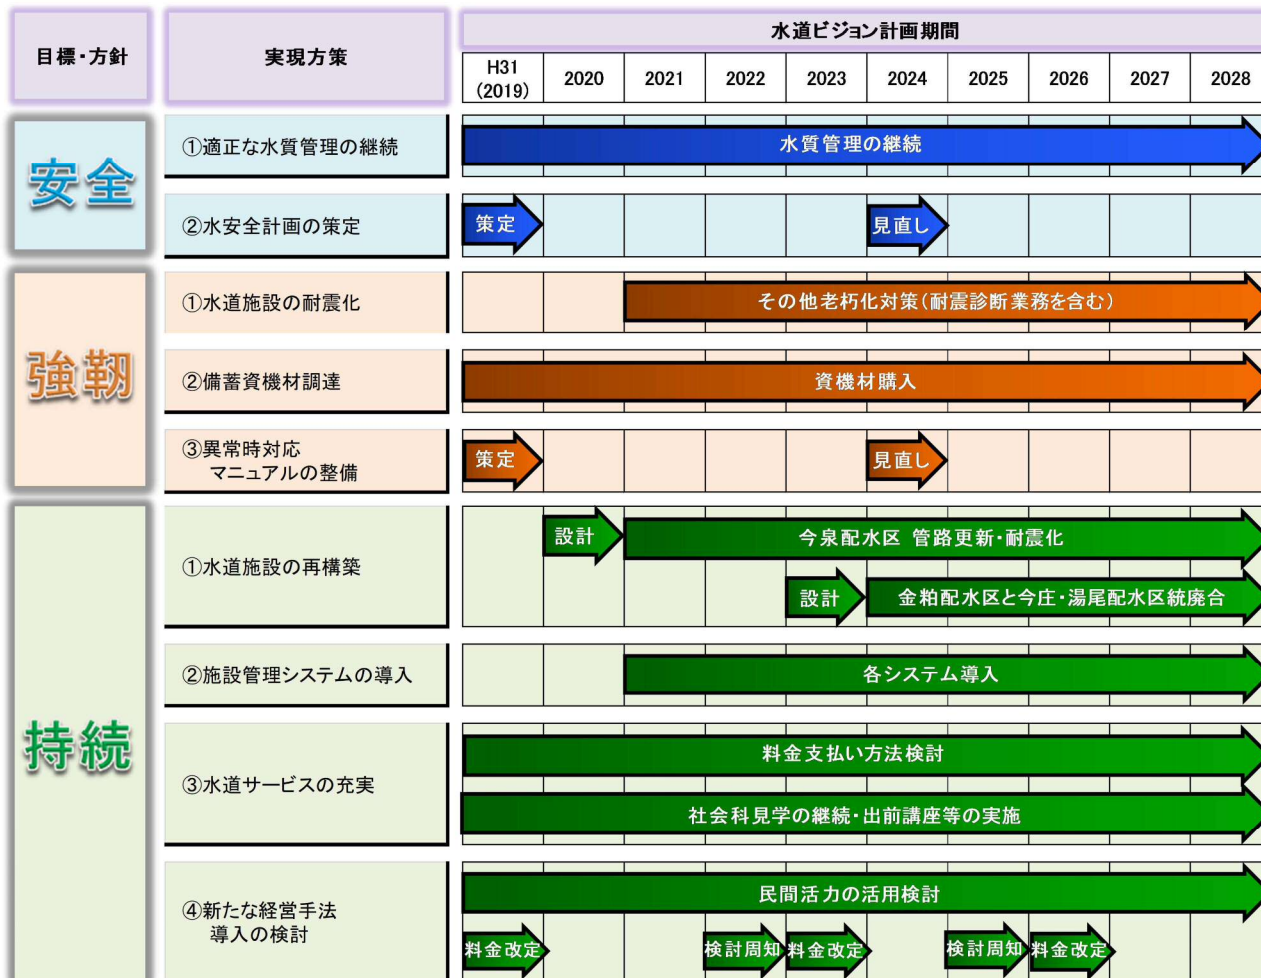 目標・方針
実現方策
水道ビジョン計画期間
H31
(2019)
2020
2021
2022
2023
2024
2025
2026
2027
2028
安全
①適正な水質管理の継続
水質管理の継続
②水安全計画の策定
策定
見直し
強靭
①水道施設の耐震化
その他老朽化対策(耐震診断業務を含む)
②備蓄資機材調達
資機材購入
③異常時対応
マニュアルの整備
策定
見直し
持続
①水道施設の再構築
設計
今泉配水区 管路更新・耐震化
設計
金粕配水区と今庄・湯尾配水区統廃合
②施設管理システムの導入
各システム導入
③水道サービスの充実
料金支払い方法検討
社会科見学の継続・出前講座等の実施
④新たな経営手法
導入の検討
民間活力の活用検討
料金改定
検討周知
料金改定
検討周知
料金改定